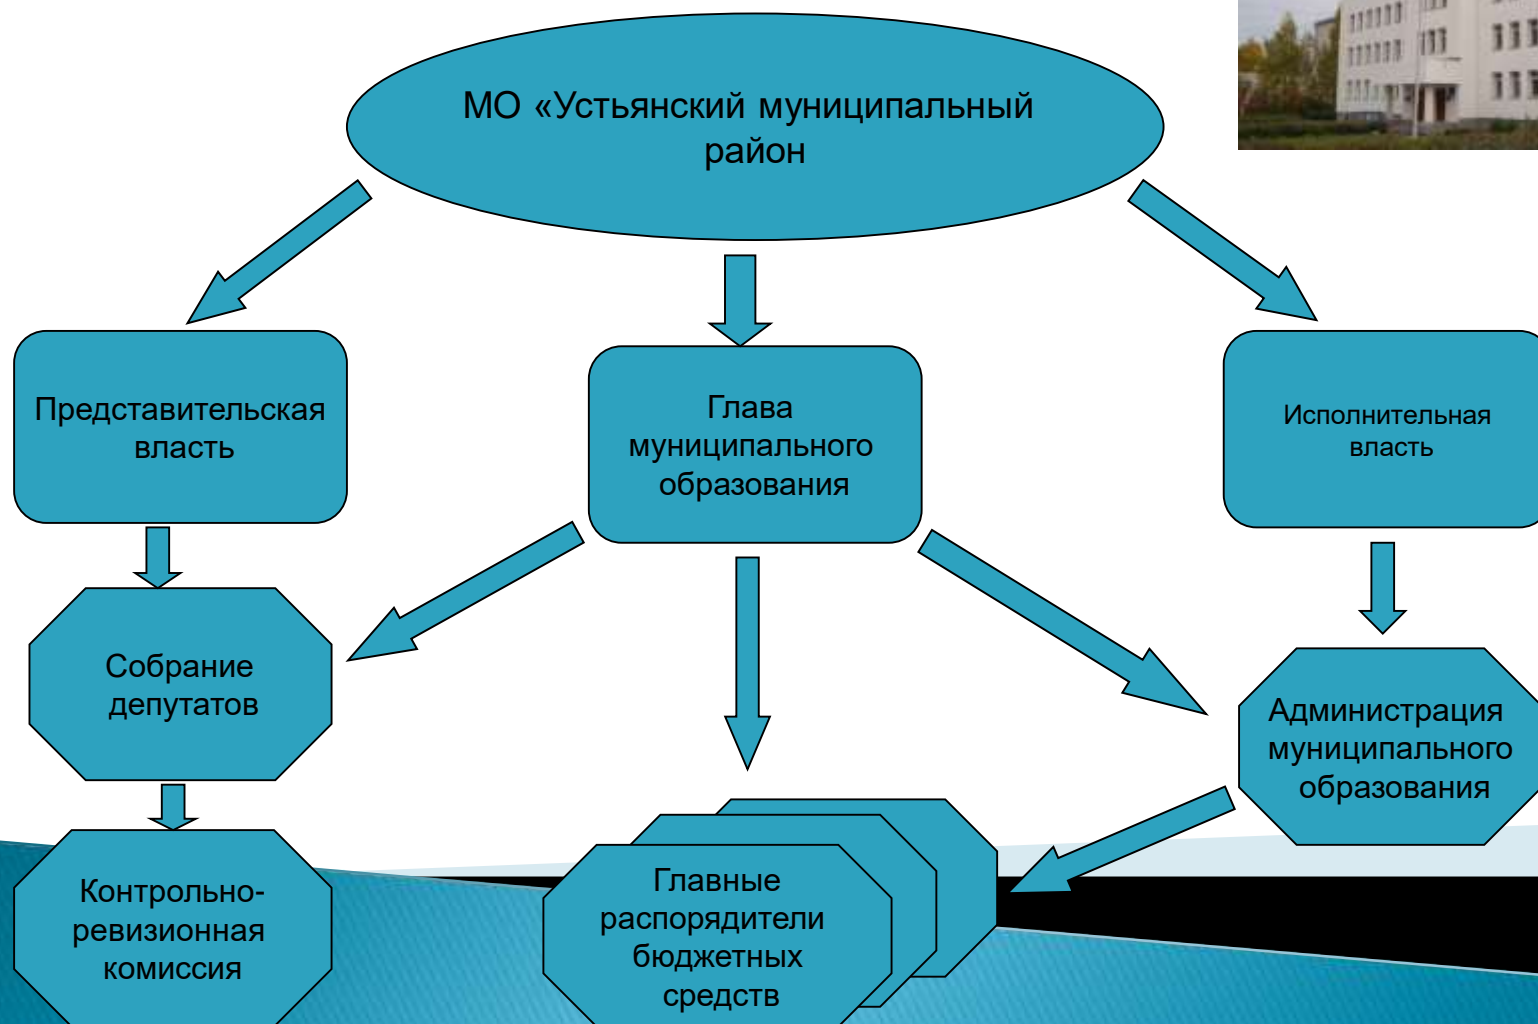 МО «Устьянский муниципальный
район
Представительская
власть
Глава
муниципального
образования
Исполнительная
власть
Собрание
депутатов
Администрация
муниципального
образования
Контрольно-
ревизионная
комиссия
Главные
распорядители
бюджетных
средств